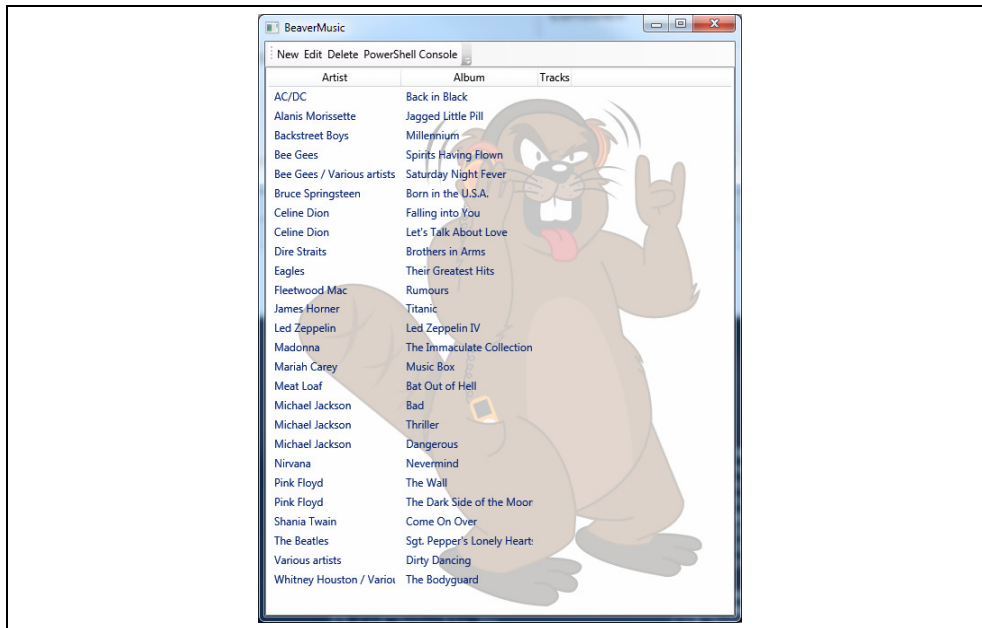 BeaverMusic
New Edit Delete PowerShell Console
Artist Album Tracks
AC/DC Back in Black
Alanis Morissette Jagged Little Pill
Backstreet Boys Millennium
Bee Gees Spirits Having Flown
Bee Gees / Various artists Saturday Night Fever
Bruce Springsteen Born in the U.S.A.
Celine Dion Falling into You
Celine Dion Let's Talk About Love
Dire Straits Brothers in Arms
Eagles Their Greatest Hits
Fleetwood Mac Rumours
James Horner Titanic
Led Zeppelin Led Zeppelin IV
Madonna The Immaculate Collection
Mariah Carey Music Box
Meat Loaf Bat Out of Hell
Michael Jackson Bad
Michael Jackson Thriller
Michael Jackson Dangerous
Nirvana Nevermind
Pink Floyd The Wall
Pink Floyd The Dark Side of the Moon
Shania Twain Come On Over
The Beatles Sgt. Pepper's Lonely Hearts
Various artists Dirty Dancing
Whitney Houston / Variou The Bodyguard